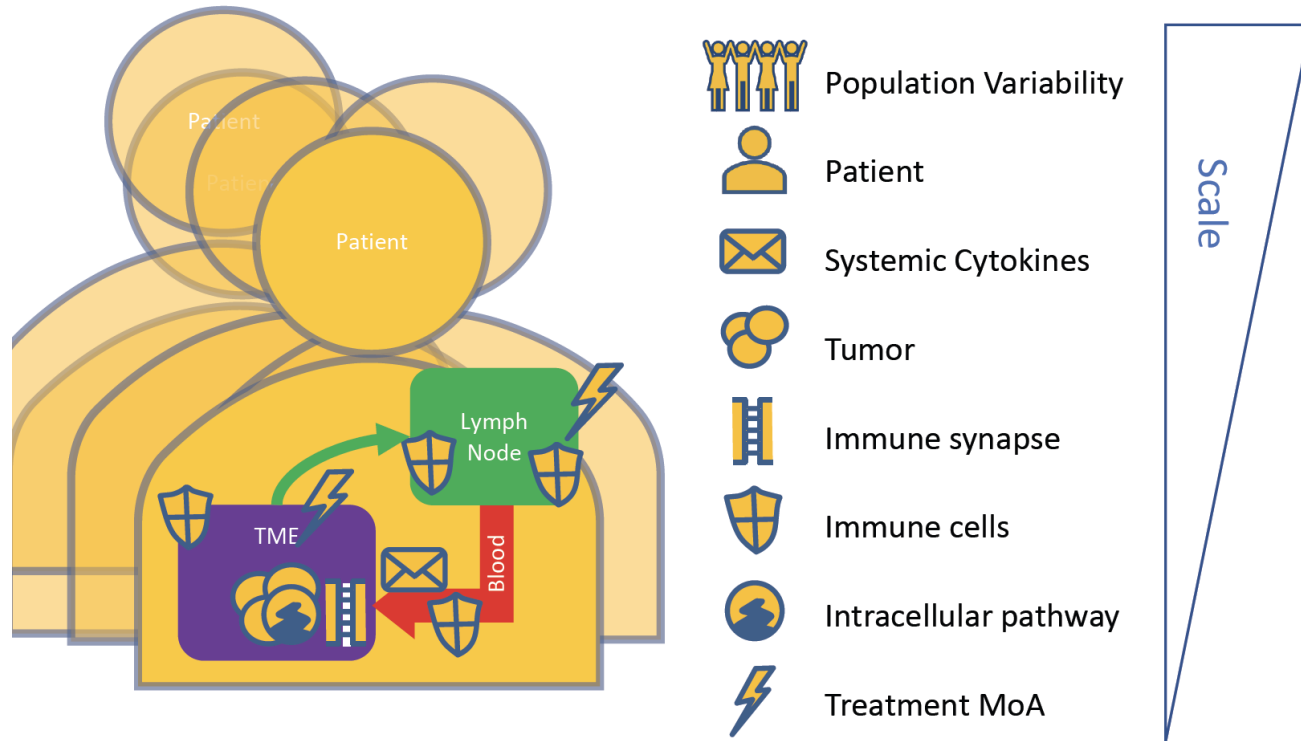 Patient
Patien
Patient
Lymph
Node
TME
Blood
Population Variability
Patient
Systemic Cytokines
Tumor
Immune synapse
Immune cells
Intracellular pathway
Treatment MoA
Scale